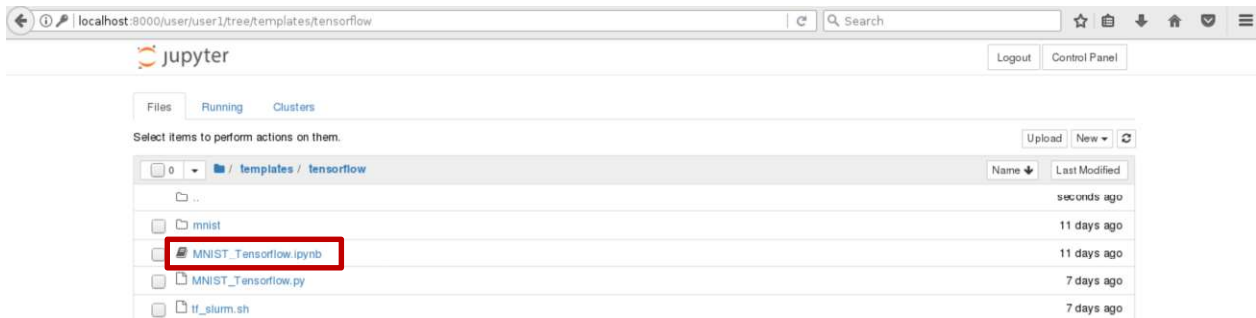 localhost:8000/user/user1/tree/templates/tensorflow Search
jupyter Logout Control Panel
Files Running Clusters
Select items to perform actions on them. Upload New
0 / templates / tensorflow Name Last Modified
.. seconds ago
mnist 11 days ago
MNIST_Tensorflow.ipynb 11 days ago
MNIST_Tensorflow.py 7 days ago
tf_slurm.sh 7 days ago